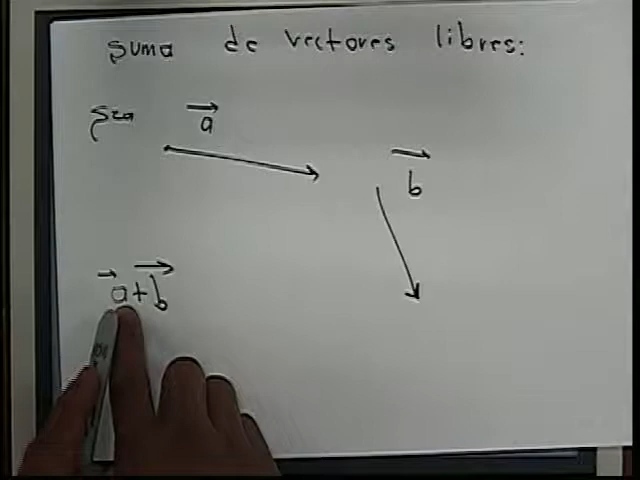 suma de vectores libres:
Sea a⃗
b⃗
a⃗+b⃗